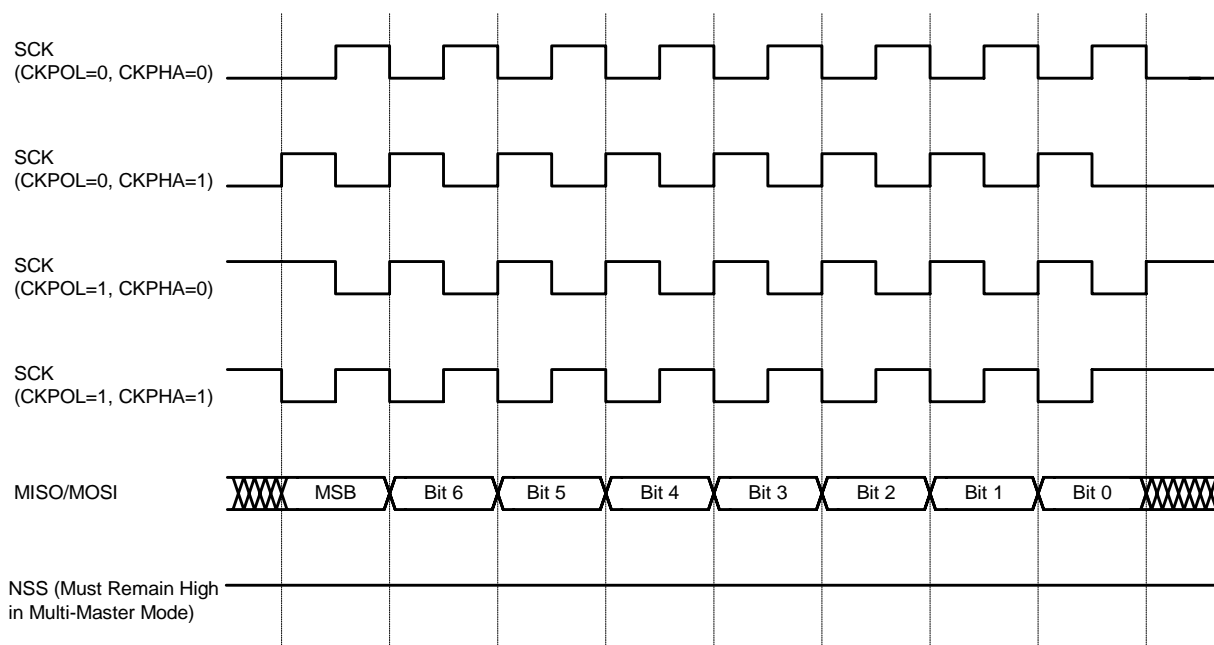 SCK
(CKPOL=0, CKPHA=0)
SCK
(CKPOL=0, CKPHA=1)
SCK
(CKPOL=1, CKPHA=0)
SCK
(CKPOL=1, CKPHA=1)
MISO/MOSI
MSB
Bit 6
Bit 5
Bit 4
Bit 3
Bit 2
Bit 1
Bit 0
NSS (Must Remain High
in Multi-Master Mode)